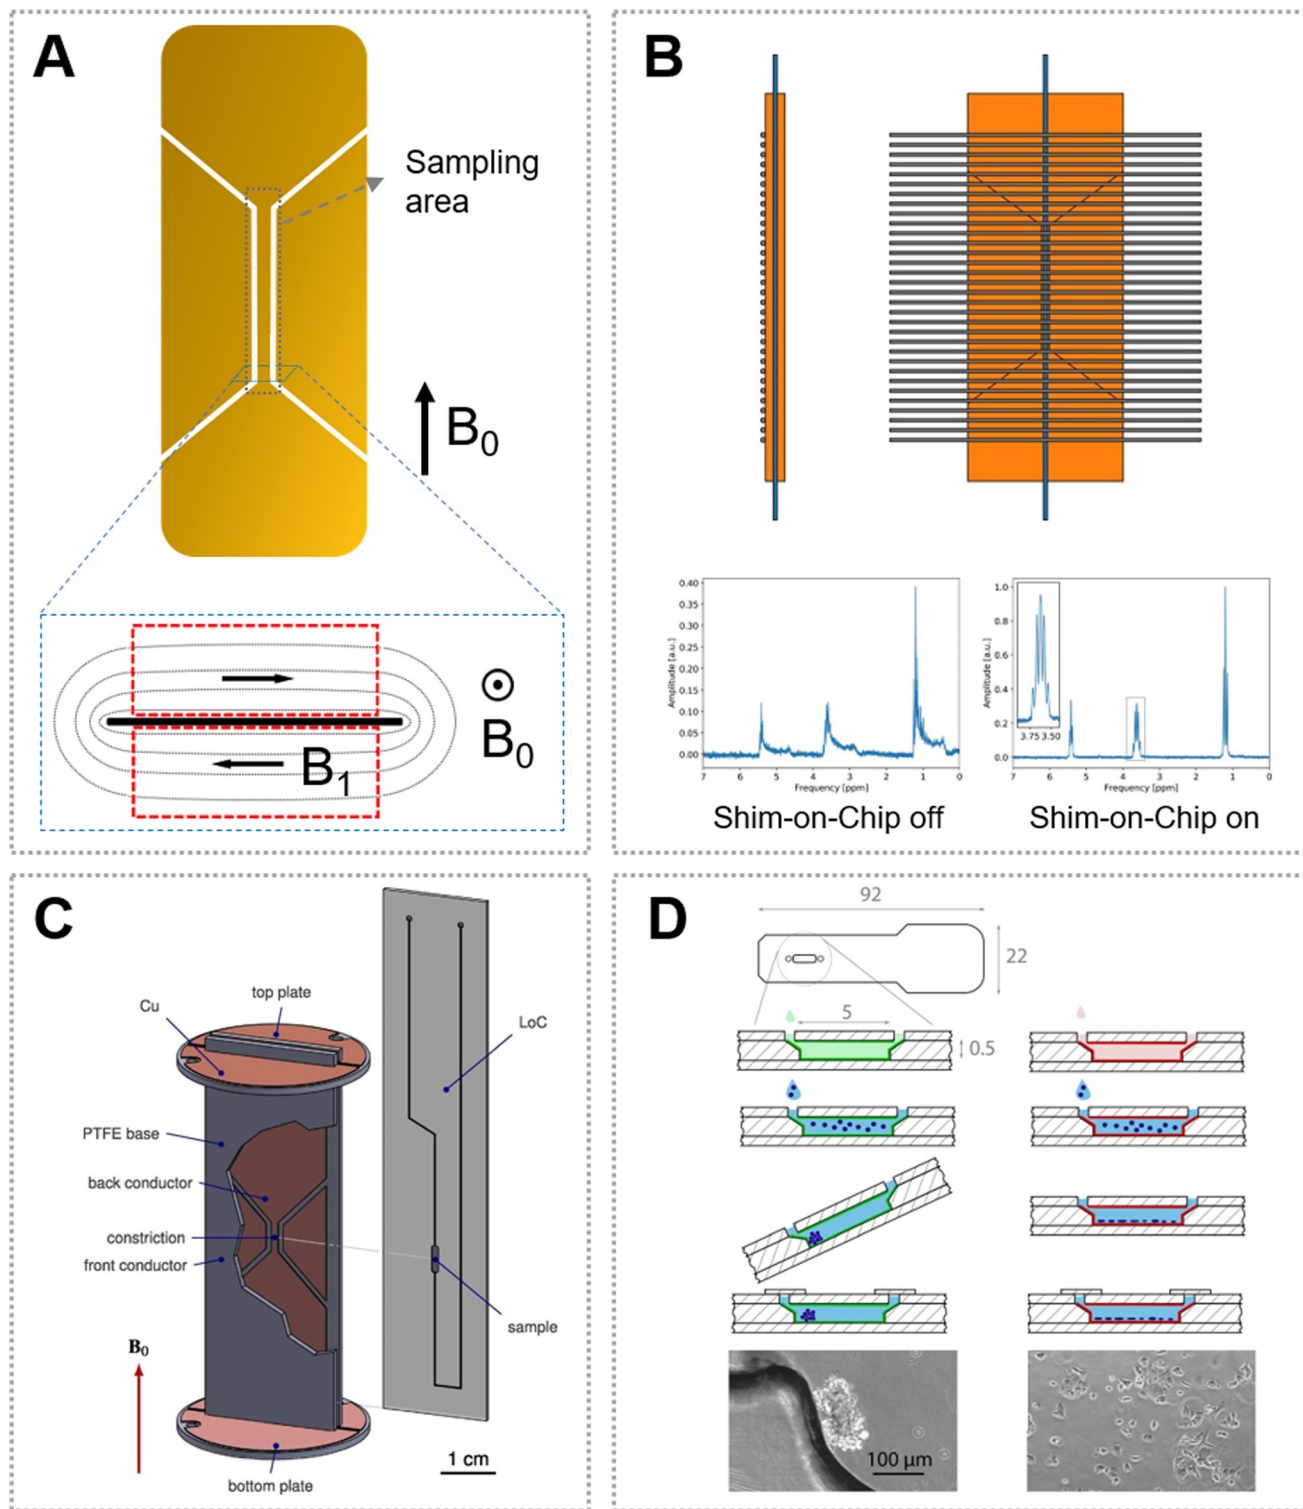 A
Sampling
area
B0
B0
B1
B
0.40
0.35
0.30
0.25
0.20
0.15
0.10
0.05
0.00
Amplitude [a.u.]
7 6 5 4 3 2 1 0
Frequency [ppm]
Shim-on-Chip off
1.0
0.8
0.6
0.4
0.2
0.0
Amplitude [a.u.]
3.75 3.50
7 6 5 4 3 2 1 0
Frequency [ppm]
Shim-on-Chip on
C
top plate
Cu
LoC
PTFE base
back conductor
constriction
front conductor
sample
B0
1 cm
bottom plate
D
92
22
5
0.5
100 µm